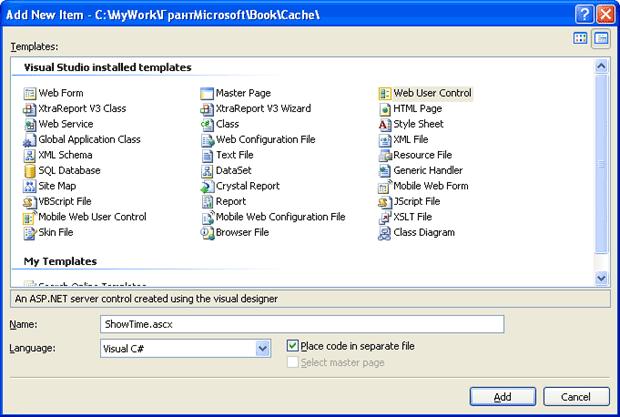 Add New Item - C:\MyWork\ГрантMicrosoft\Book\Cache\
Templates:
Visual Studio installed templates
Web Form Master Page Web User Control
XtraReport V3 Class XtraReport V3 Wizard HTML Page
Web Service Class Style Sheet
Global Application Class Web Configuration File XML File
XML Schema Text File Resource File
SQL Database DataSet Generic Handler
Site Map Crystal Report Mobile Web Form
VBScript File Report JScript File
Mobile Web User Control Mobile Web Configuration File XSLT File
Skin File Browser File Class Diagram
My Templates
Search Online Templates
An ASP.NET server control created using the visual designer
Name: ShowTime.ascx
Language: Visual C# Place code in separate file
Select master page
Add Cancel